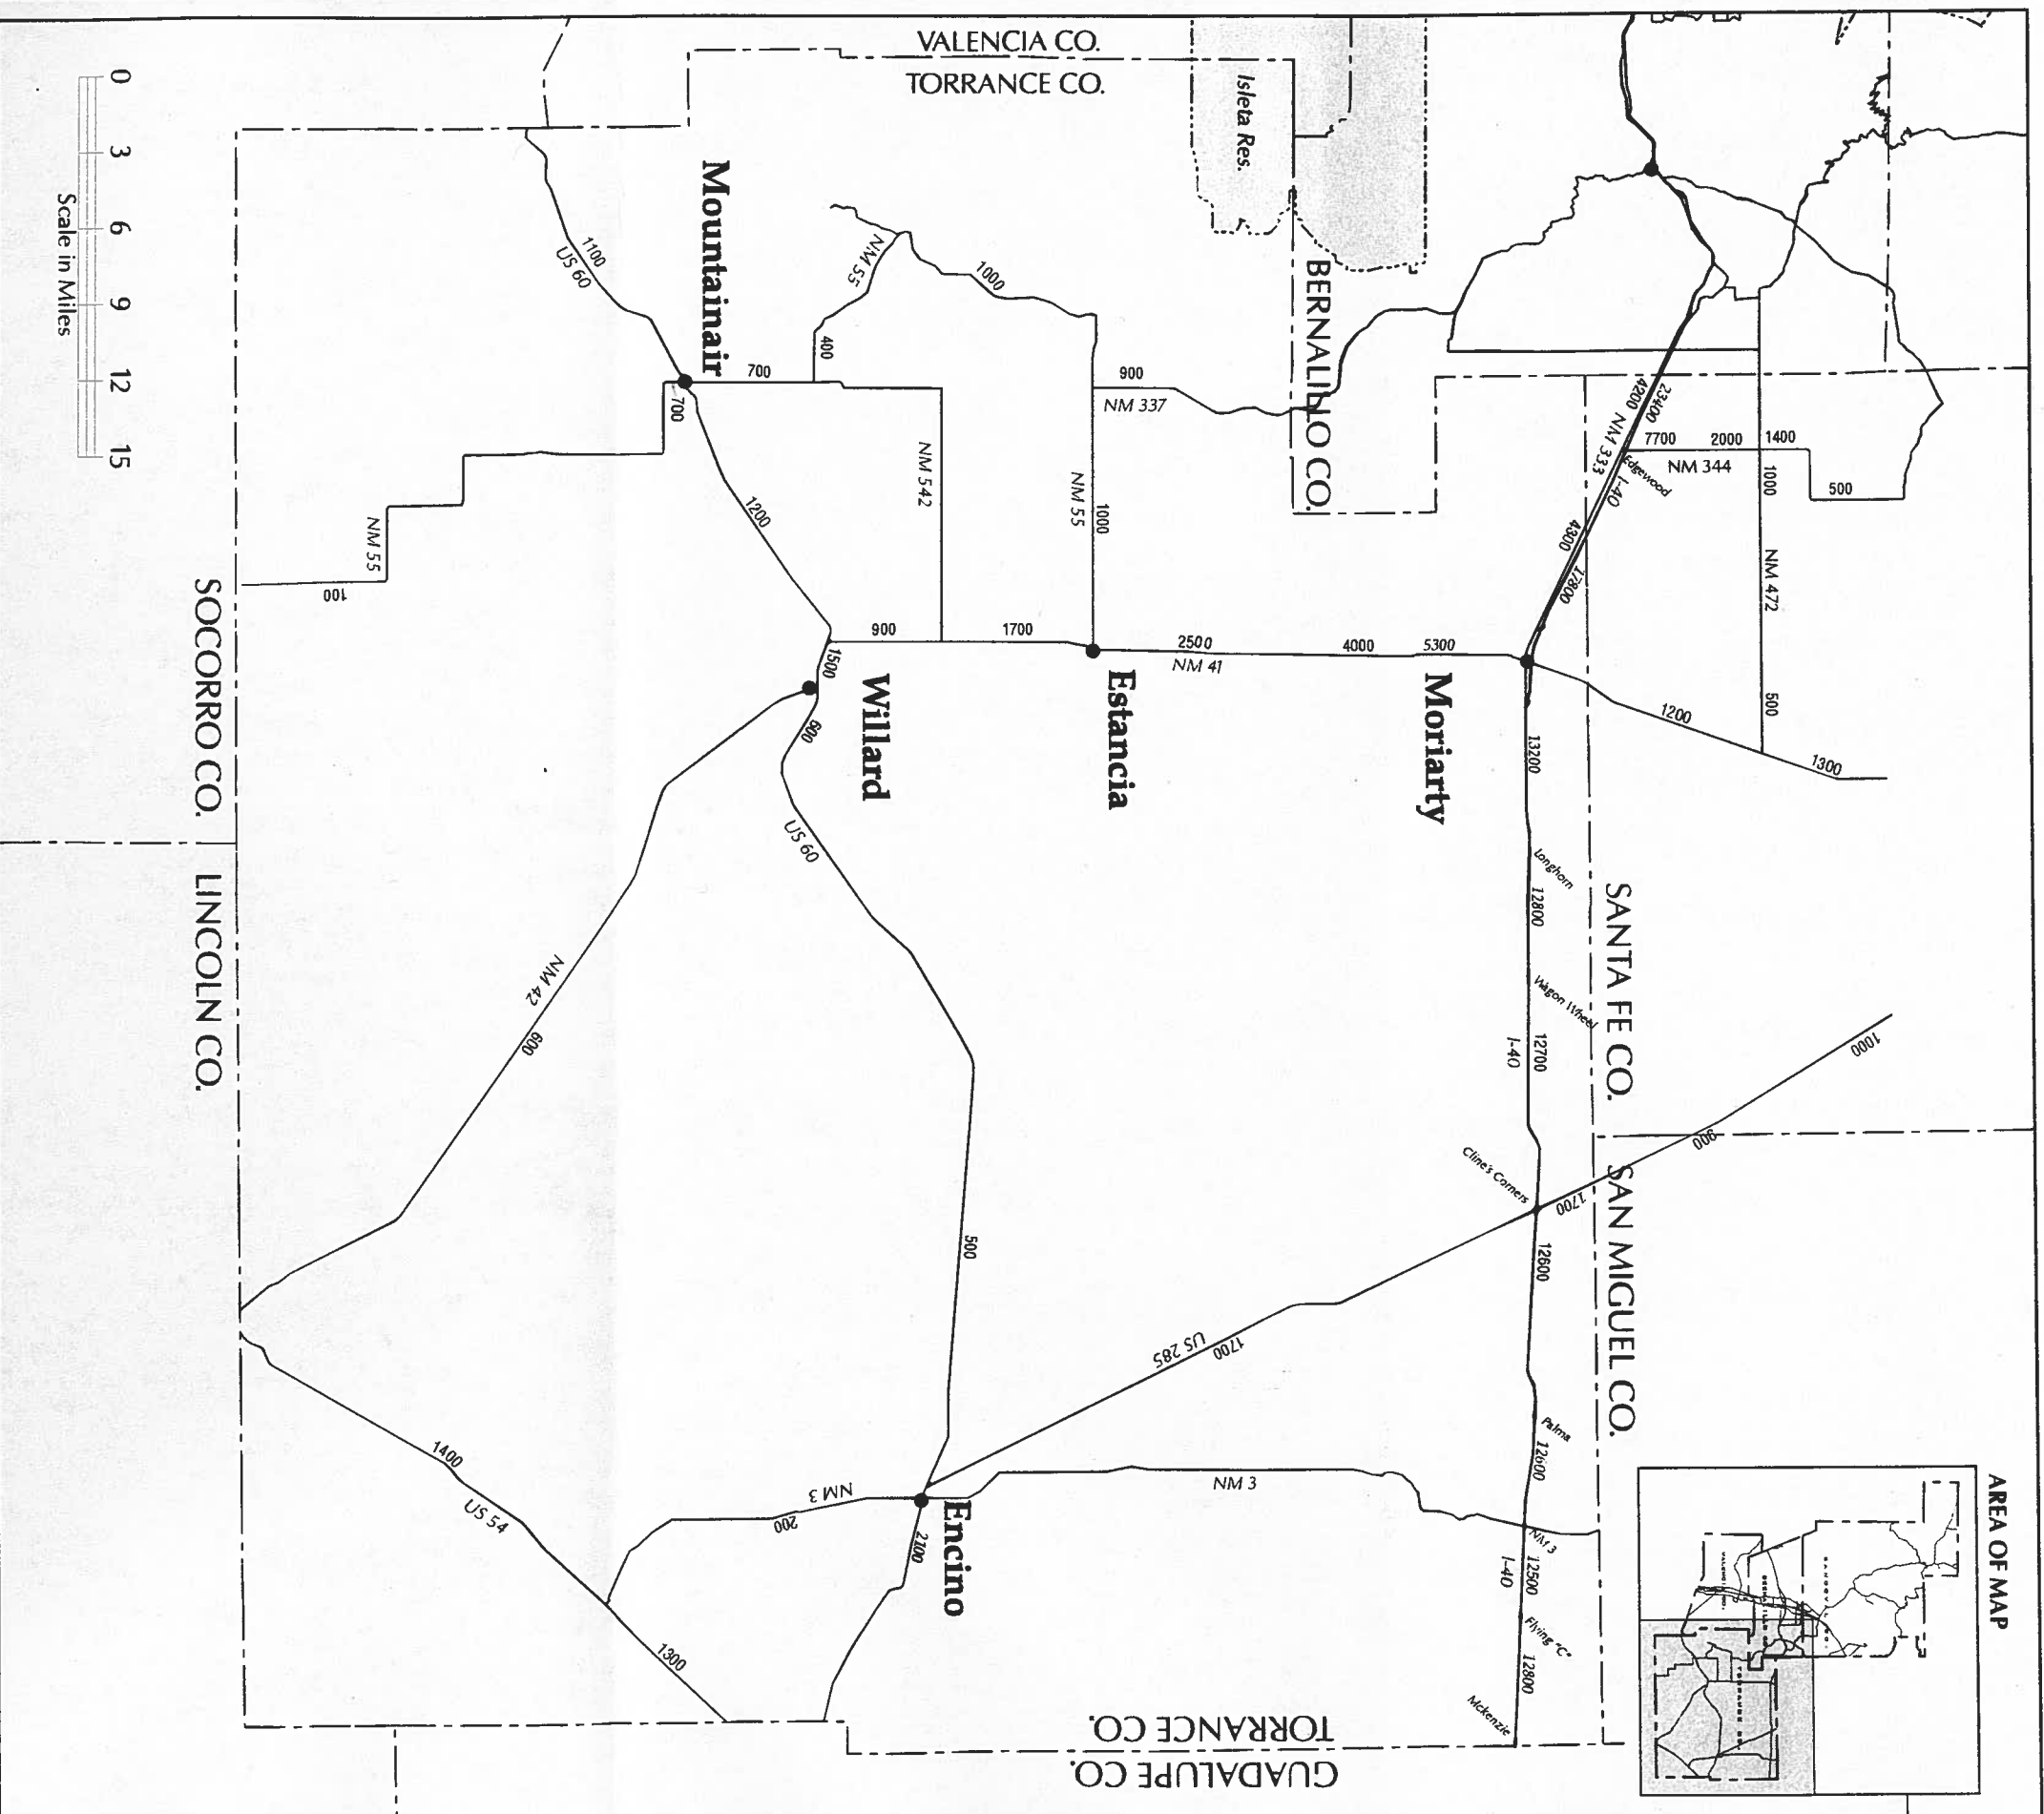 AREA OF MAP
SANTA FE CO.
SAN MIGUEL CO.
BERNALILLO CO.
VALENCIA CO.
TORRANCE CO.
TORRANCE CO.
GUADALUPE CO.
SOCORRO CO.
LINCOLN CO.
Isleta Res.
Moriarty
Estancia
Willard
Mountainair
Encino
Edgewood
Longhorn
Wagon Wheel
Cline's Corners
Palma
Flying "C"
Mckenzie
23400
4200
NM 333
I-40
4300
17800
7700
2000
1400
NM 344
500
1000
NM 472
500
1200
1300
13200
12800
12700
I-40
12600
12600
NM 3
12500
I-40
12800
1000
900
1700
US 285
1700
5300
4000
2500
NM 41
1700
900
900
NM 337
1000
NM 55
1000
NM 55
400
700
NM 542
1100
US 60
700
1200
1500
600
US 60
500
NM 55
100
NM 42
600
NM 3
NM 3
200
2100
1400
US 54
1300
0
3
6
9
12
15
Scale in Miles